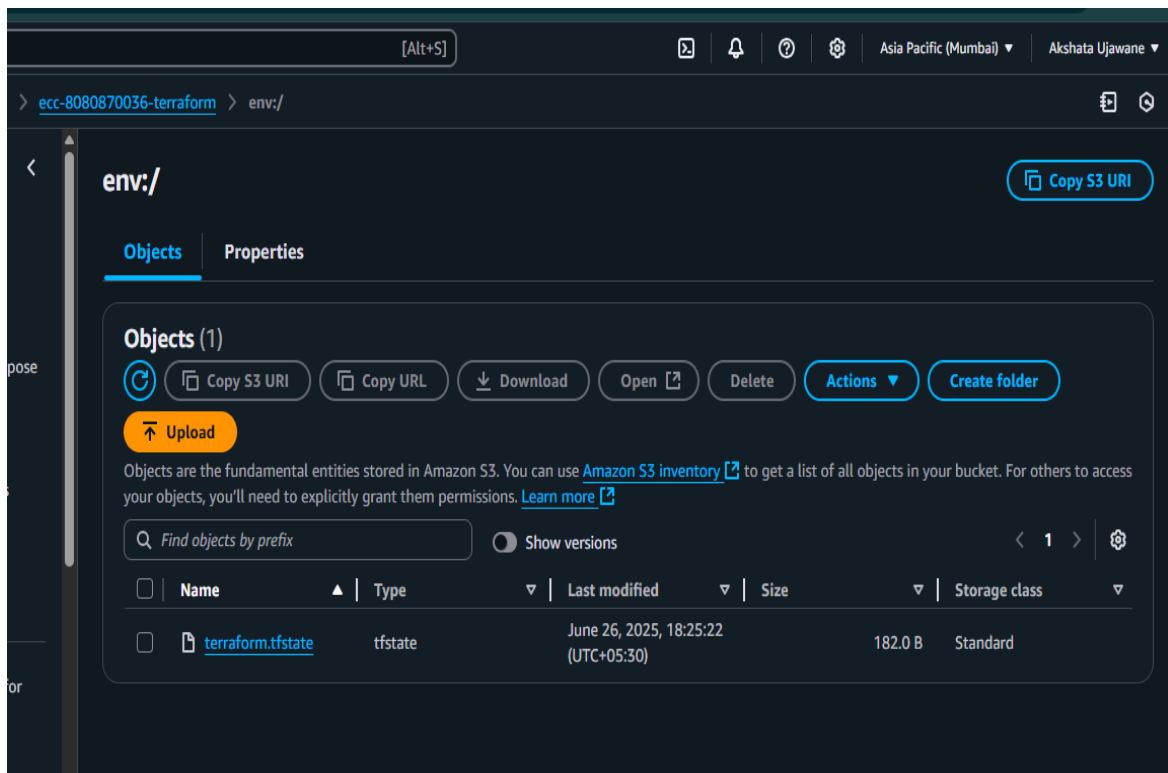 [Alt+S]
Asia Pacific (Mumbai)
Akshata Ujawane
ecc-8080870036-terraform
env:/
env:/
Copy S3 URI
Objects
Properties
Objects (1)
Copy S3 URI
Copy URL
Download
Open
Delete
Actions
Create folder
Upload
Objects are the fundamental entities stored in Amazon S3. You can use Amazon S3 inventory to get a list of all objects in your bucket. For others to access
your objects, you'll need to explicitly grant them permissions. Learn more
Find objects by prefix
Show versions
1
Name
Type
Last modified
Size
Storage class
terraform.tfstate
tfstate
June 26, 2025, 18:25:22
(UTC+05:30)
182.0 B
Standard
pose
for